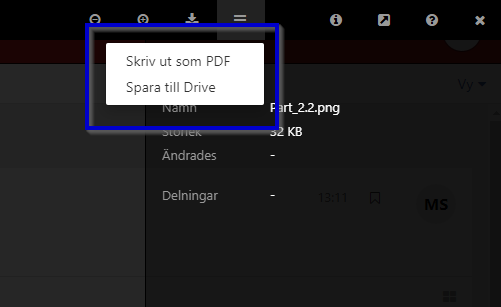 Skriv ut som PDF
Spara till Drive
Vy
Namn Part_2.2.png
Storlek 32 KB
Ändrades -
Delningar -
13:11
MS